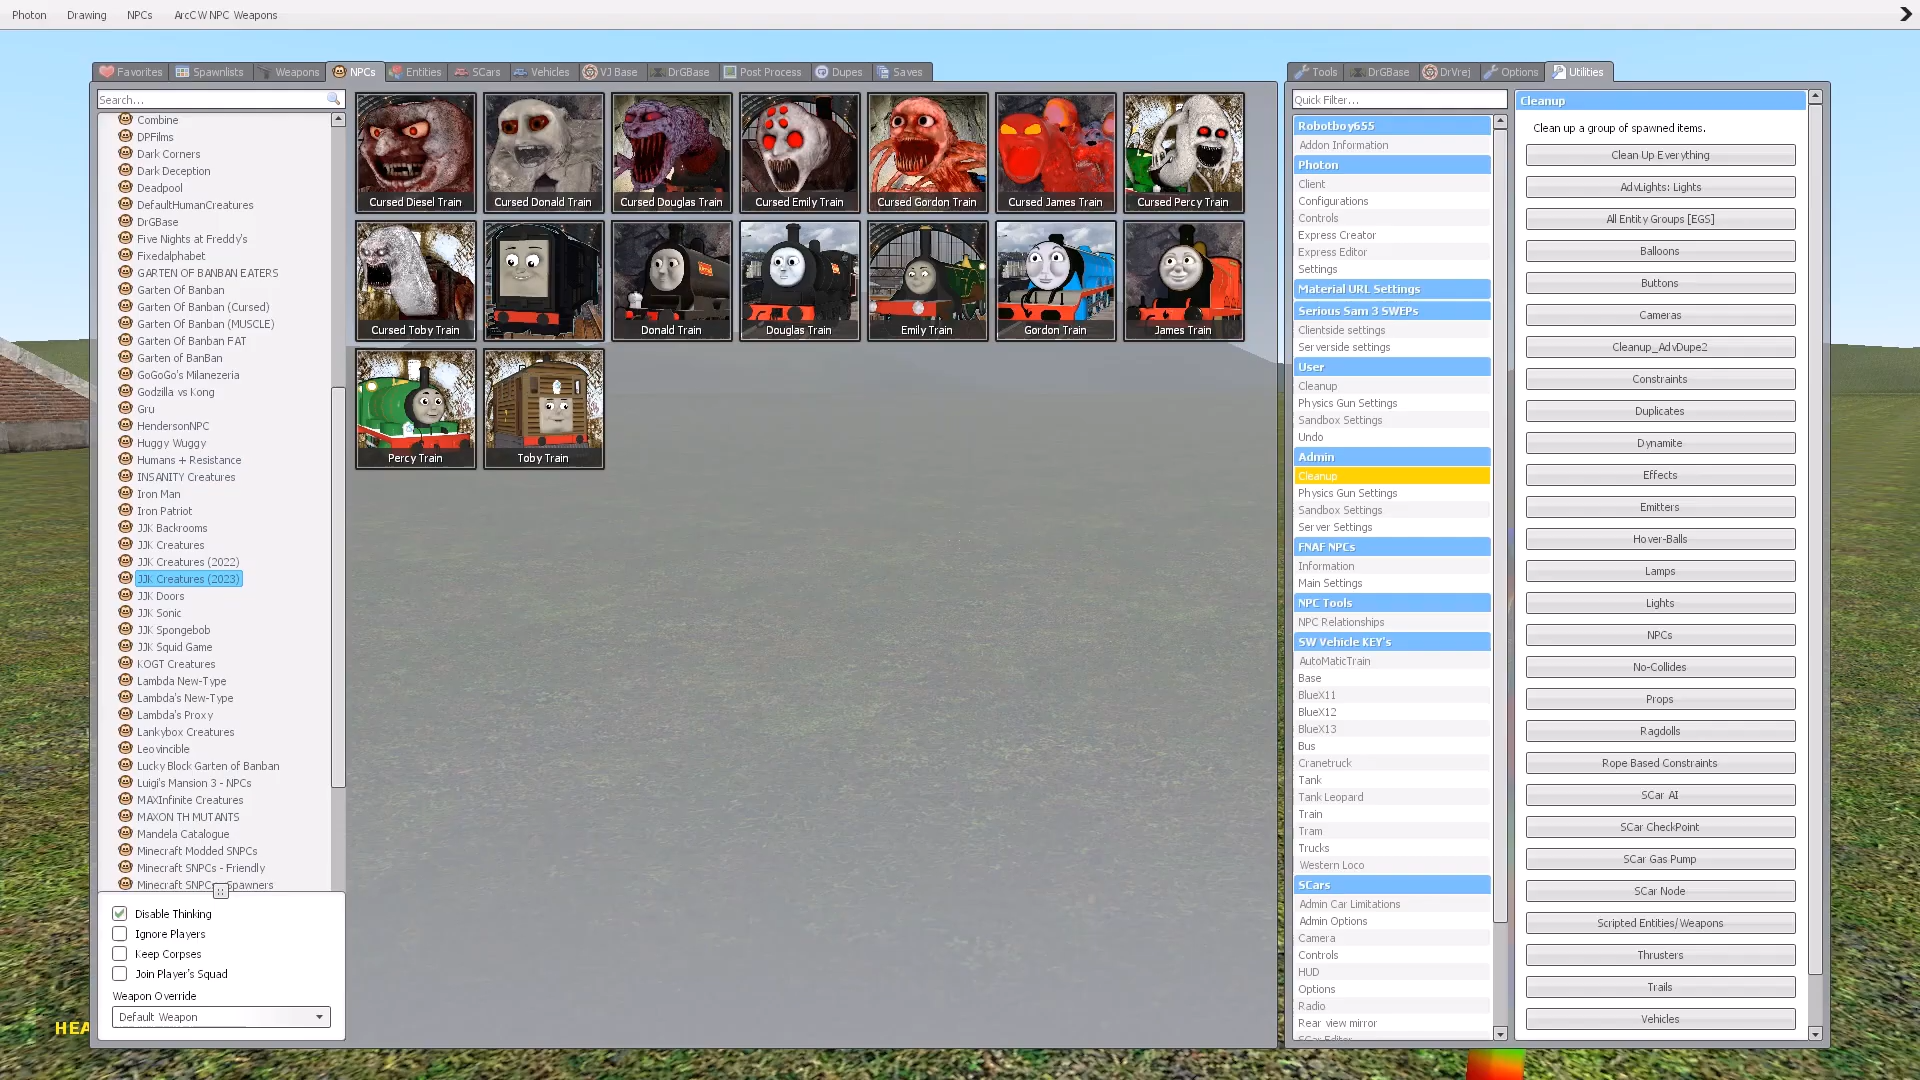 Photon Drawing NPCs ArcCW NPC Weapons
Favorites Spawnlists Weapons NPCs Entities SCars Vehicles VJ Base DrGBase Post Process Dupes Saves
Search...
Combine
DPFilms
Dark Corners
Dark Deception
Deadpool
DefaultHumanCreatures
DrGBase
Five Nights at Freddy's
Fixedalphabet
GARTEN OF BANBAN EATERS
Garten Of Banban
Garten Of Banban (Cursed)
Garten Of Banban (MUSCLE)
Garten Of Banban FAT
Garten of BanBan
GoGoGo's Milanezeria
Godzilla vs Kong
Gru
HendersonNPC
Huggy Wuggy
Humans + Resistance
INSANITY Creatures
Iron Man
Iron Patriot
JJK Backrooms
JJK Creatures
JJK Creatures (2022)
JJK Creatures (2023)
JJK Doors
JJK Sonic
JJK Spongebob
JJK Squid Game
KOGT Creatures
Lambda New-Type
Lambda's New-Type
Lambda's Proxy
Lankybox Creatures
Leovincible
Lucky Block Garten of Banban
Luigi's Mansion 3 - NPCs
MAXInfinite Creatures
MAXON TH MUTANTS
Mandela Catalogue
Minecraft Modded SNPCs
Minecraft SNPCs - Friendly
Minecraft SNPCs Spawners
Disable Thinking
Ignore Players
Keep Corpses
Join Player's Squad
Weapon Override
Default Weapon
HEA
Cursed Diesel Train
Cursed Donald Train
Cursed Douglas Train
Cursed Emily Train
Cursed Gordon Train
Cursed James Train
Cursed Percy Train
Cursed Toby Train
Donald Train
Douglas Train
Emily Train
Gordon Train
James Train
Percy Train
Toby Train
Tools DrGBase DrVrej Options Utilities
Quick Filter...
Robotboy655
Addon Information
Photon
Client
Configurations
Controls
Express Creator
Express Editor
Settings
Material URL Settings
Serious Sam 3 SWEPs
Clientside settings
Serverside settings
User
Cleanup
Physics Gun Settings
Sandbox Settings
Undo
Admin
Cleanup
Physics Gun Settings
Sandbox Settings
Server Settings
FNAF NPCs
Information
Main Settings
NPC Tools
NPC Relationships
SW Vehicle KEY's
AutoMaticTrain
Base
BlueX11
BlueX12
BlueX13
Bus
Cranetruck
Tank
Tank Leopard
Train
Tram
Trucks
Western Loco
SCars
Admin Car Limitations
Admin Options
Camera
Controls
HUD
Options
Radio
Rear view mirror
SCar Editor
Cleanup
Clean up a group of spawned items.
Clean Up Everything
AdvLights: Lights
All Entity Groups [EGS]
Balloons
Buttons
Cameras
Cleanup_AdvDupe2
Constraints
Duplicates
Dynamite
Effects
Emitters
Hover-Balls
Lamps
Lights
NPCs
No-Collides
Props
Ragdolls
Rope Based Constraints
SCar AI
SCar CheckPoint
SCar Gas Pump
SCar Node
Scripted Entities/Weapons
Thrusters
Trails
Vehicles